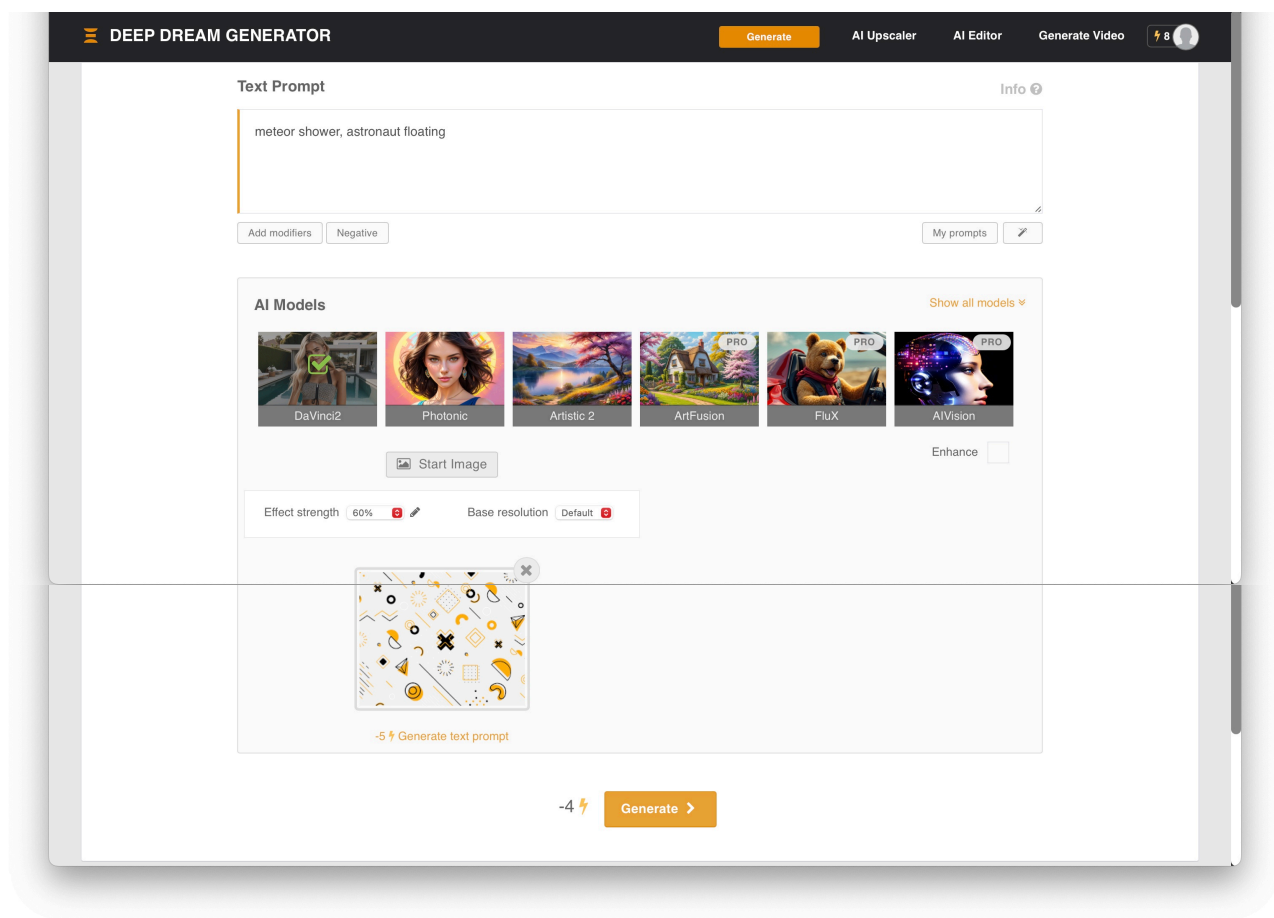 DEEP DREAM GENERATOR Generate AI Upscaler AI Editor Generate Video 8
Text Prompt Info
meteor shower, astronaut floating
Add modifiers Negative My prompts
AI Models Show all models
PRO PRO PRO
DaVinci2 Photonic Artistic 2 ArtFusion FluX AIVision
Start Image Enhance
Effect strength 60% Base resolution Default
-5 Generate text prompt
-4 Generate